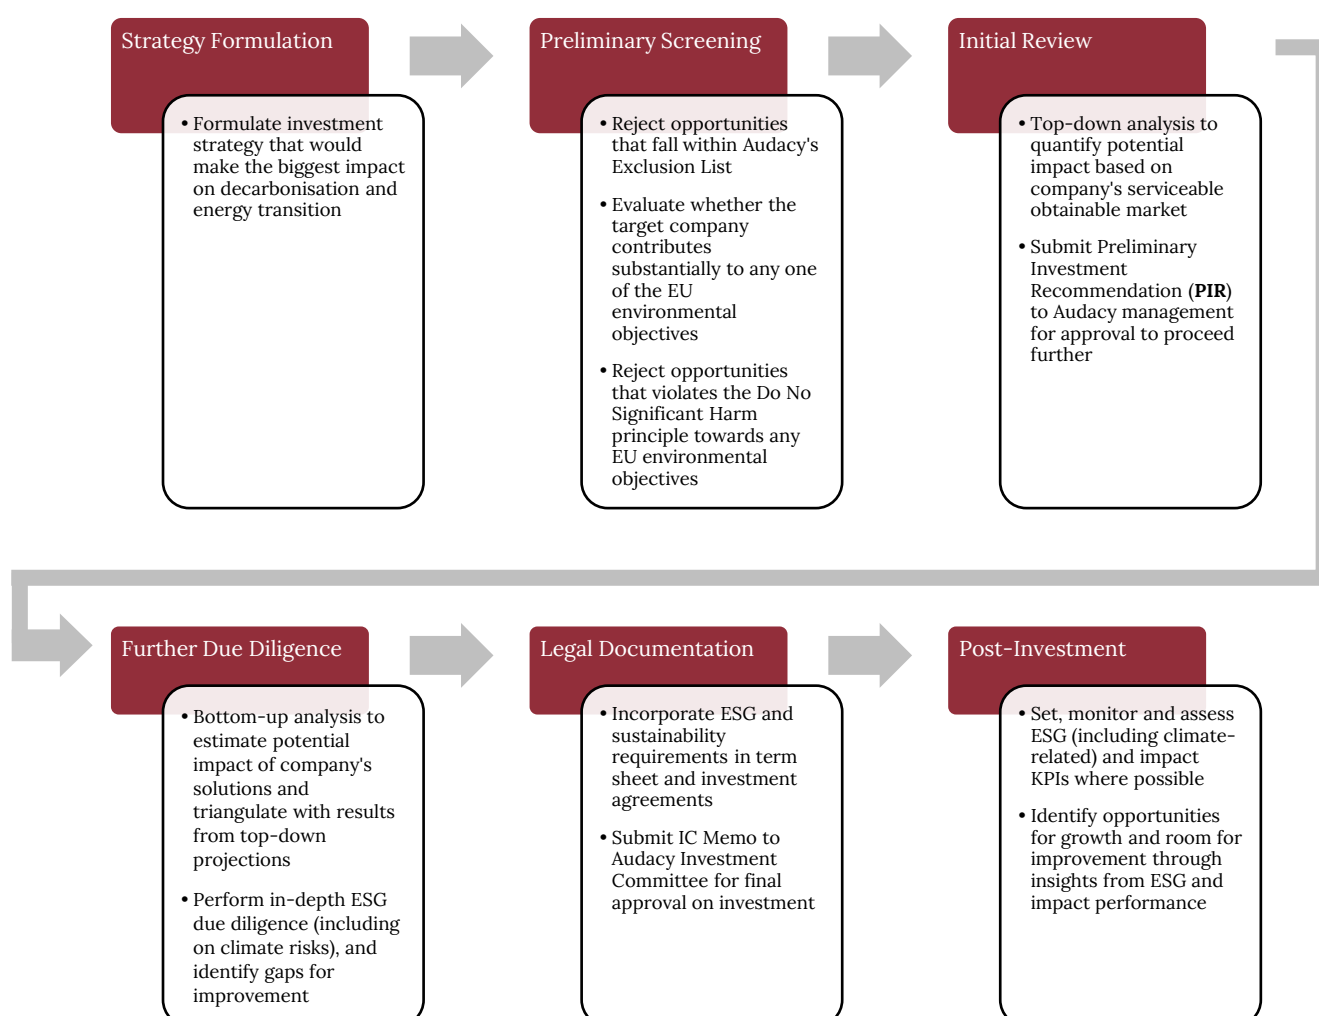 Strategy Formulation
• Formulate investment
strategy that would
make the biggest impact
on decarbonisation and
energy transition
Preliminary Screening
• Reject opportunities
that fall within Audacy's
Exclusion List
• Evaluate whether the
target company
contributes
substantially to any one
of the EU
environmental
objectives
• Reject opportunities
that violates the Do No
Significant Harm
principle towards any
EU environmental
objectives
Initial Review
• Top-down analysis to
quantify potential
impact based on
company's serviceable
obtainable market
• Submit Preliminary
Investment
Recommendation (PIR)
to Audacy management
for approval to proceed
further
Further Due Diligence
• Bottom-up analysis to
estimate potential
impact of company's
solutions and
triangulate with results
from top-down
projections
• Perform in-depth ESG
due diligence (including
on climate risks), and
identify gaps for
improvement
Legal Documentation
• Incorporate ESG and
sustainability
requirements in term
sheet and investment
agreements
• Submit IC Memo to
Audacy Investment
Committee for final
approval on investment
Post-Investment
• Set, monitor and assess
ESG (including climate-
related) and impact
KPIs where possible
• Identify opportunities
for growth and room for
improvement through
insights from ESG and
impact performance